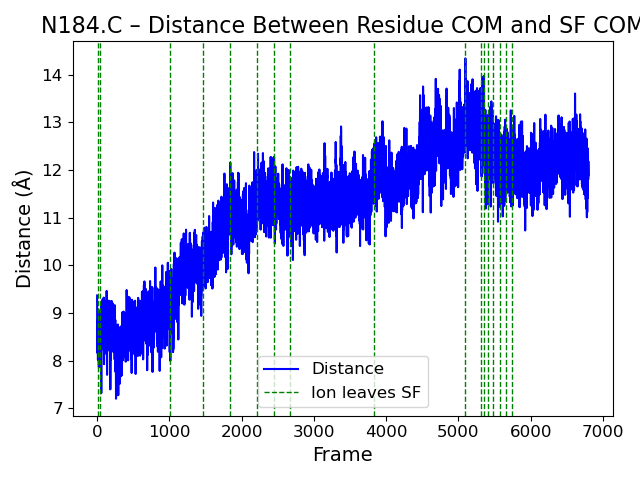 N184.C – Distance Between Residue COM and SF COM
Distance (Å)
14
13
12
11
10
9
8
7
Distance
Ion leaves SF
0 1000 2000 3000 4000 5000 6000 7000
Frame